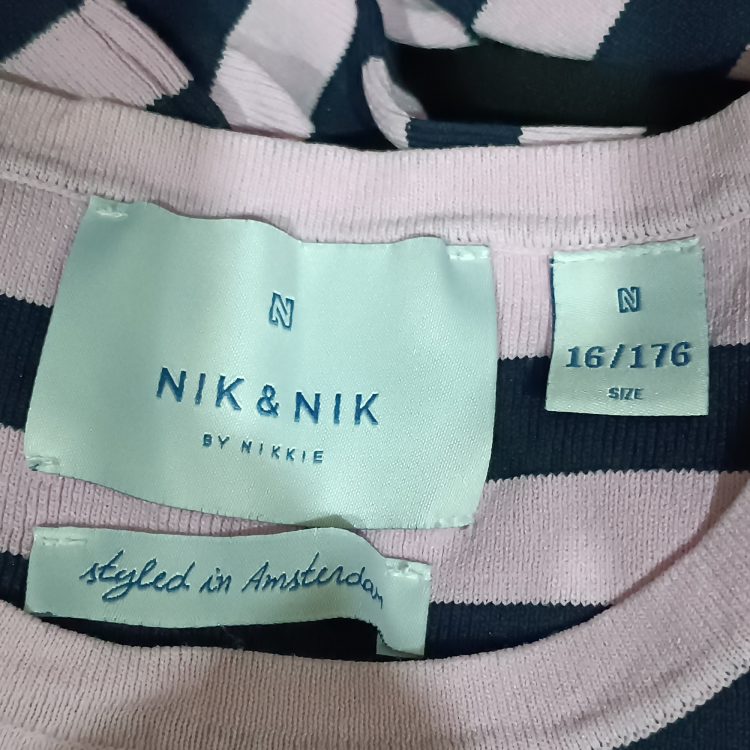 N
NIK & NIK
BY NIKKIE
styled in Amsterdam
N
16/176
SIZE